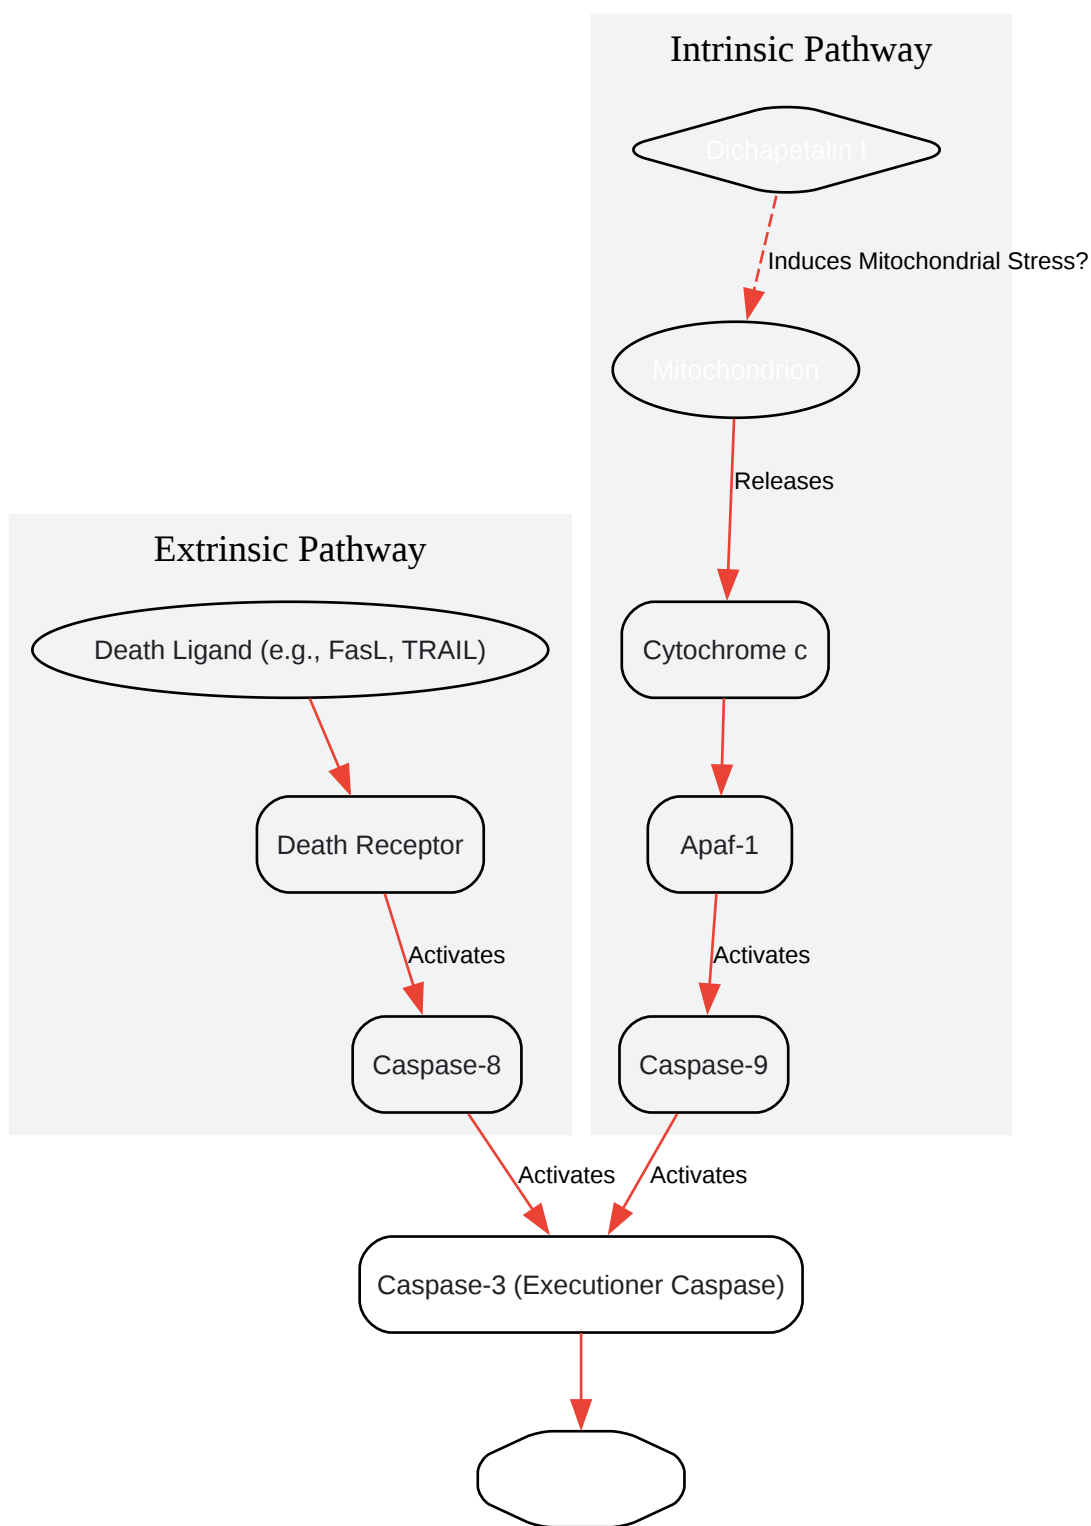 Intrinsic Pathway
Dichapetalin I
Induces Mitochondrial Stress?
Mitochondrion
Releases
Extrinsic Pathway
Death Ligand (e.g., FasL, TRAIL)
Cytochrome c
Death Receptor
Apaf-1
Activates
Activates
Caspase-8
Caspase-9
Activates
Activates
Caspase-3 (Executioner Caspase)